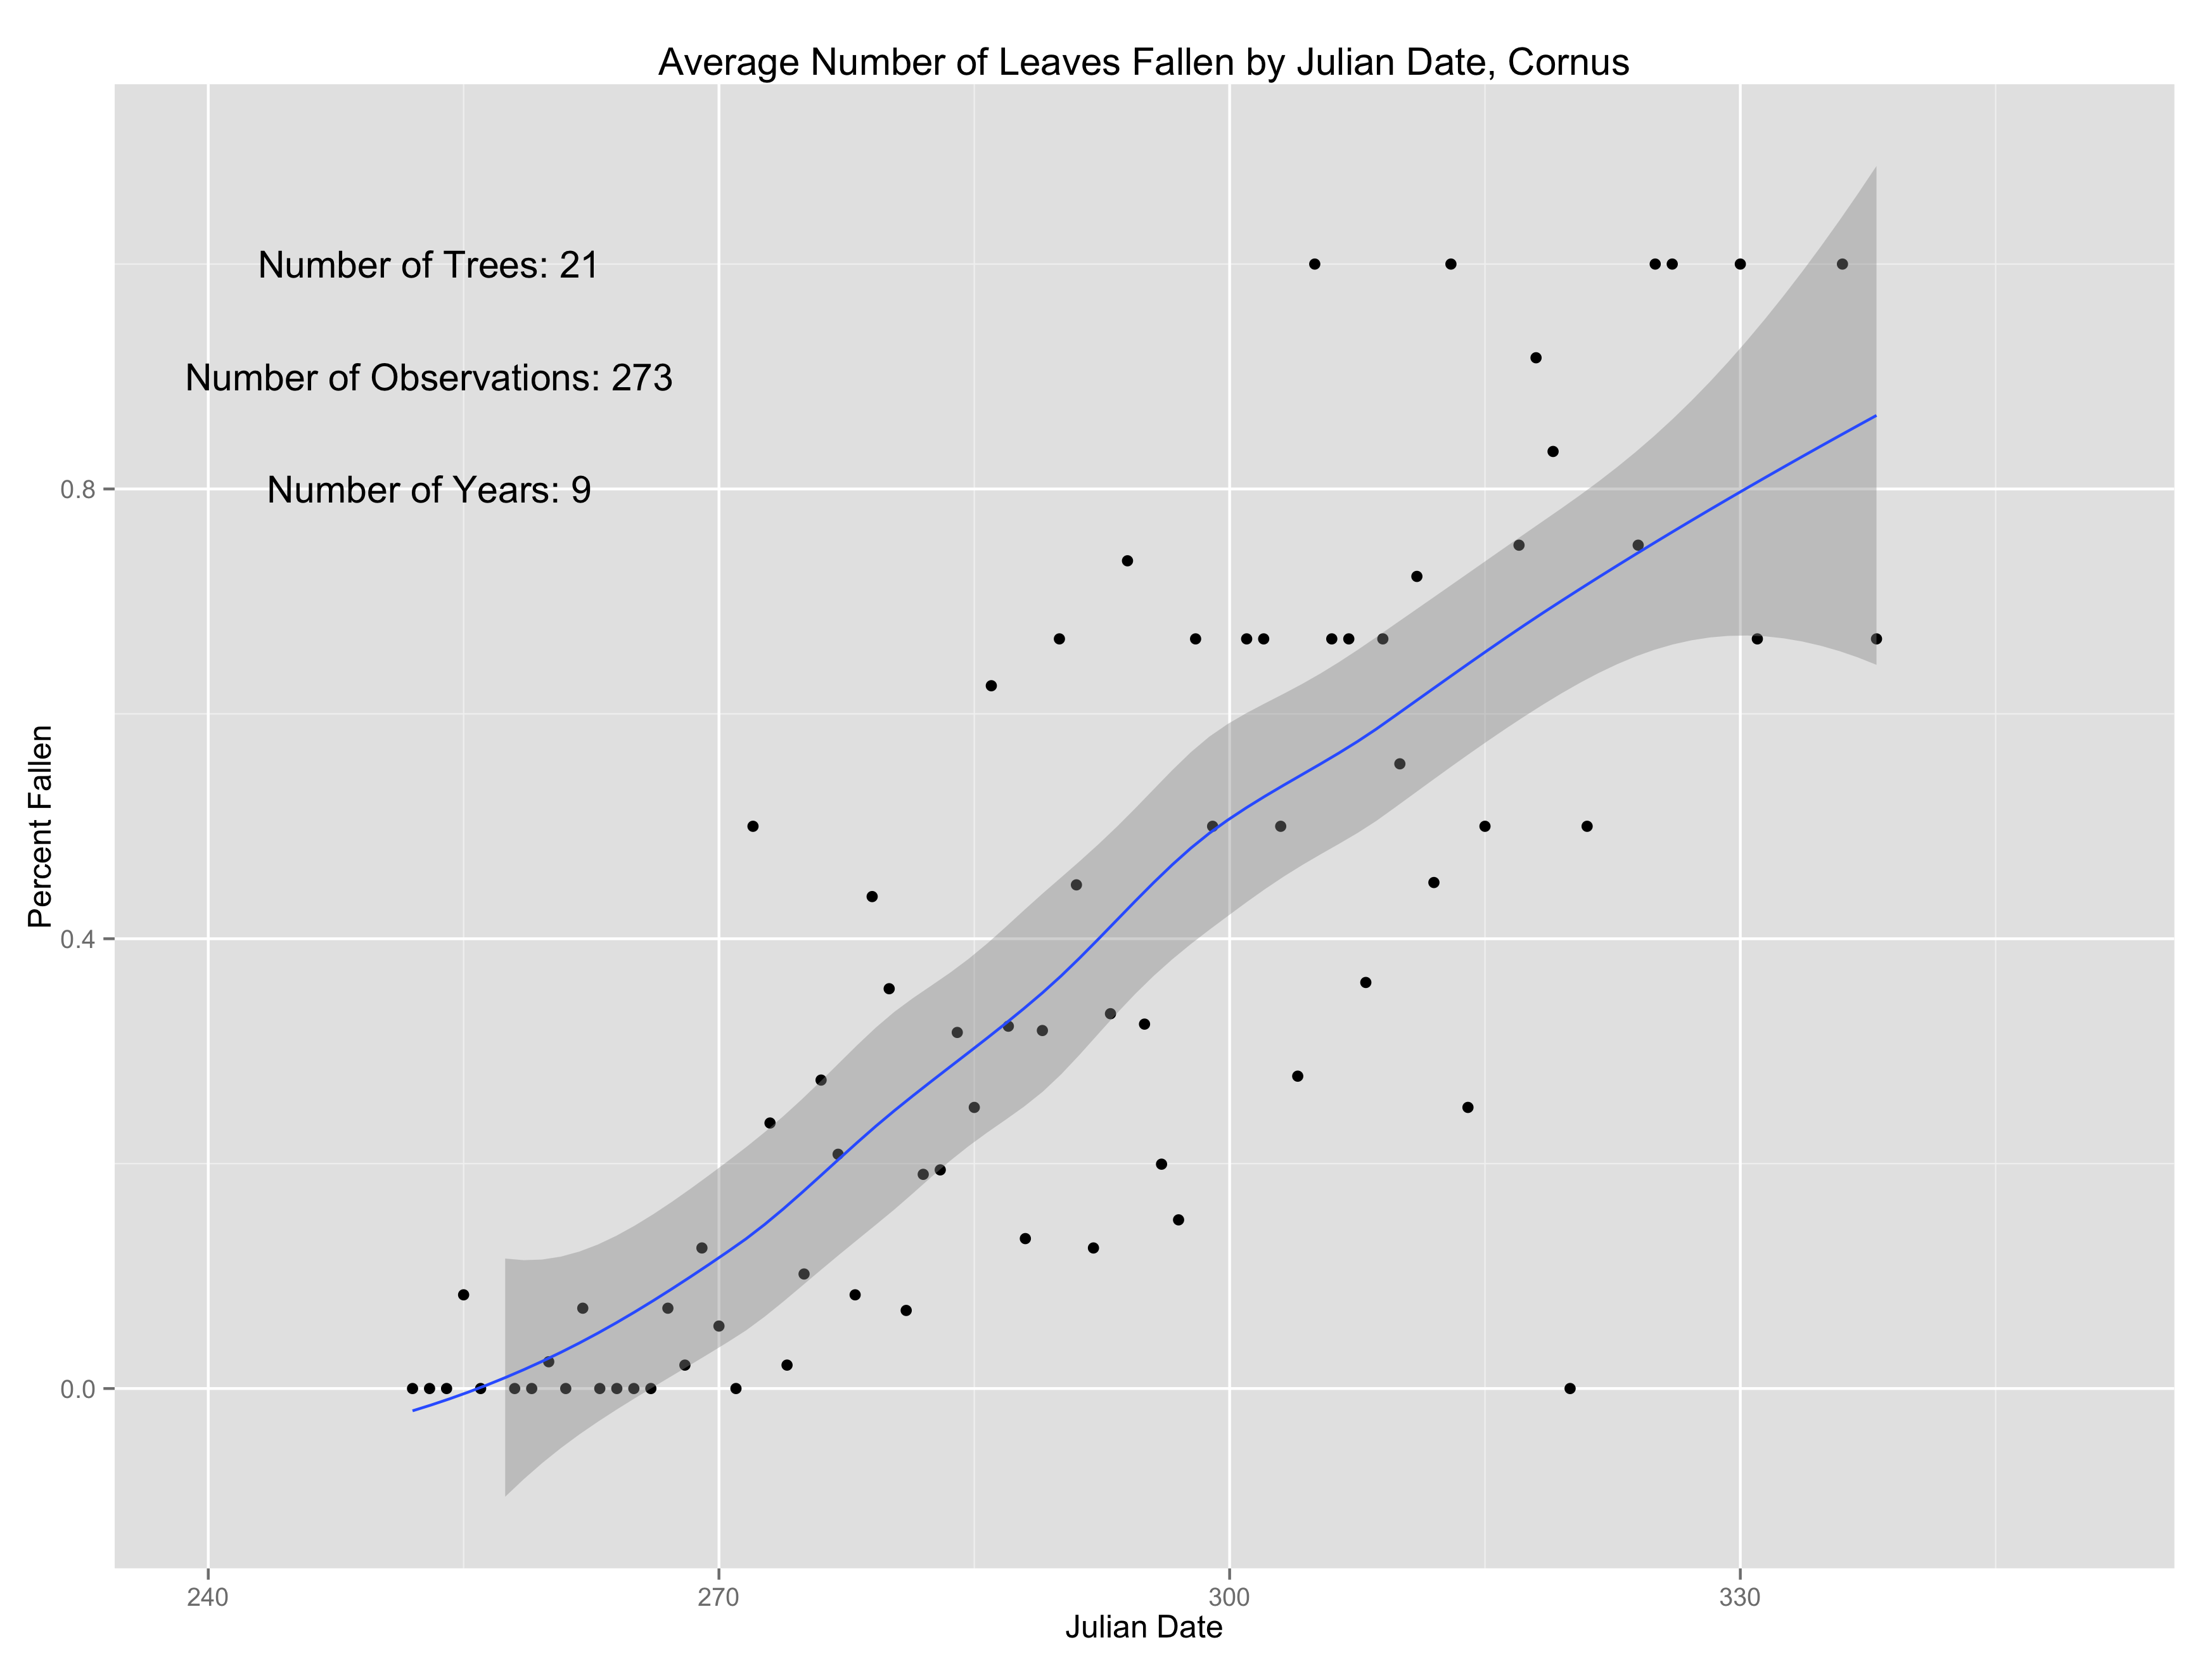 Average Number of Leaves Fallen by Julian Date, Cornus
Number of Trees: 21
Number of Observations: 273
Number of Years: 9
Percent Fallen
0.8
0.4
0.0
240 270 300 330
Julian Date